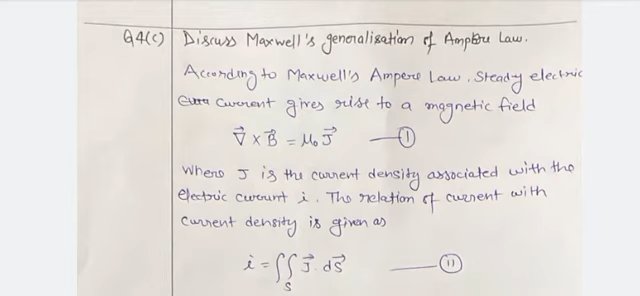 Q4(c) Discuss Maxwell's generalisation of Ampere Law.
According to Maxwell's Ampere Law, steady electric
current gives rise to a magnetic field
∇⃗ × B⃗ = μ₀ J⃗ —①
Where J is the current density associated with the
electric current i. The relation of current with
current density is given as
i = ∬ₛ J⃗. dS⃗ —⑪